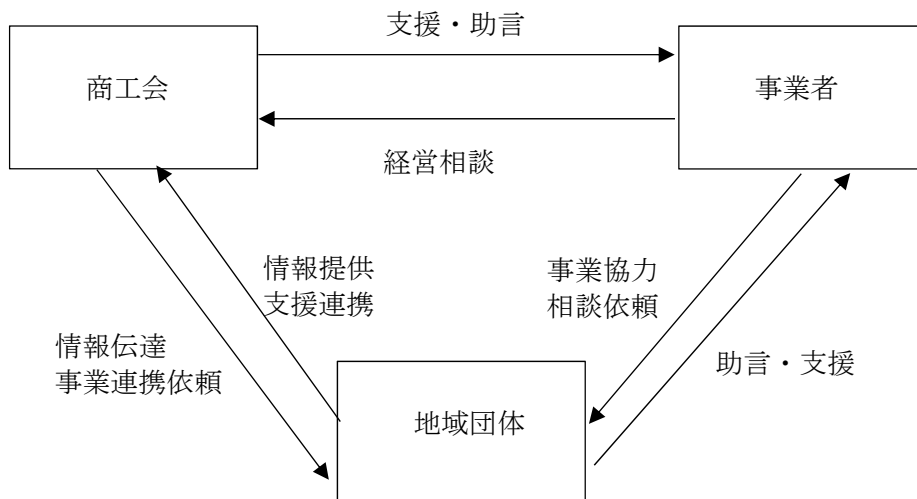 支援・助言
商工会
事業者
経営相談
情報提供
支援連携
事業協力
相談依頼
情報伝達
事業連携依頼
助言・支援
地域団体